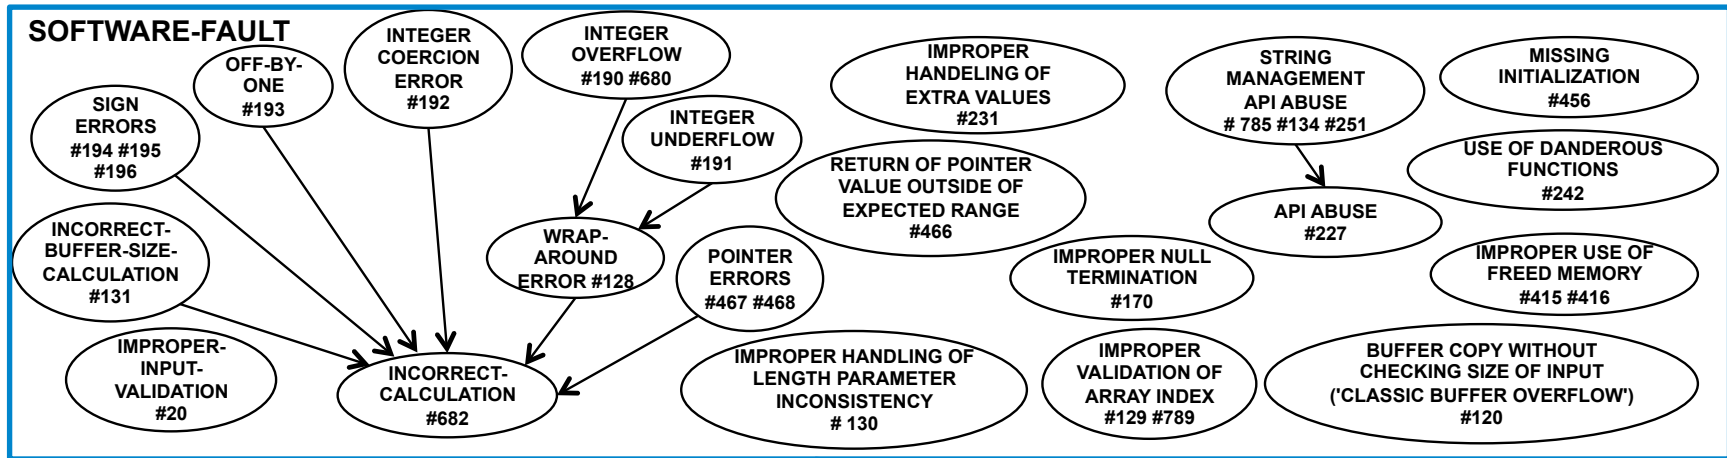 SOFTWARE-FAULT
SIGN
ERRORS
#194 #195
#196
OFF-BY-
ONE
#193
INTEGER
COERCION
ERROR
#192
INTEGER
OVERFLOW
#190 #680
INTEGER
UNDERFLOW
#191
IMPROPER
HANDELING OF
EXTRA VALUES
#231
STRING
MANAGEMENT
API ABUSE
# 785 #134 #251
MISSING
INITIALIZATION
#456
RETURN OF POINTER
VALUE OUTSIDE OF
EXPECTED RANGE
#466
USE OF DANDEROUS
FUNCTIONS
#242
API ABUSE
#227
INCORRECT-
BUFFER-SIZE-
CALCULATION
#131
WRAP-
AROUND
ERROR #128
POINTER
ERRORS
#467 #468
IMPROPER NULL
TERMINATION
#170
IMPROPER USE OF
FREED MEMORY
#415 #416
IMPROPER-
INPUT-
VALIDATION
#20
INCORRECT-
CALCULATION
#682
IMPROPER HANDLING OF
LENGTH PARAMETER
INCONSISTENCY
# 130
IMPROPER
VALIDATION OF
ARRAY INDEX
#129 #789
BUFFER COPY WITHOUT
CHECKING SIZE OF INPUT
('CLASSIC BUFFER OVERFLOW')
#120